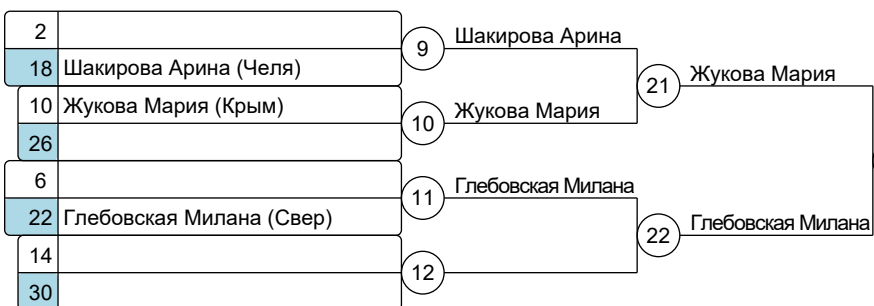 2
18 Шакирова Арина (Челя)
9 Шакирова Арина
10 Жукова Мария (Крым)
26
10 Жукова Мария
21 Жукова Мария
6
22 Глебовская Милана (Свер)
11 Глебовская Милана
14
30
12
22 Глебовская Милана